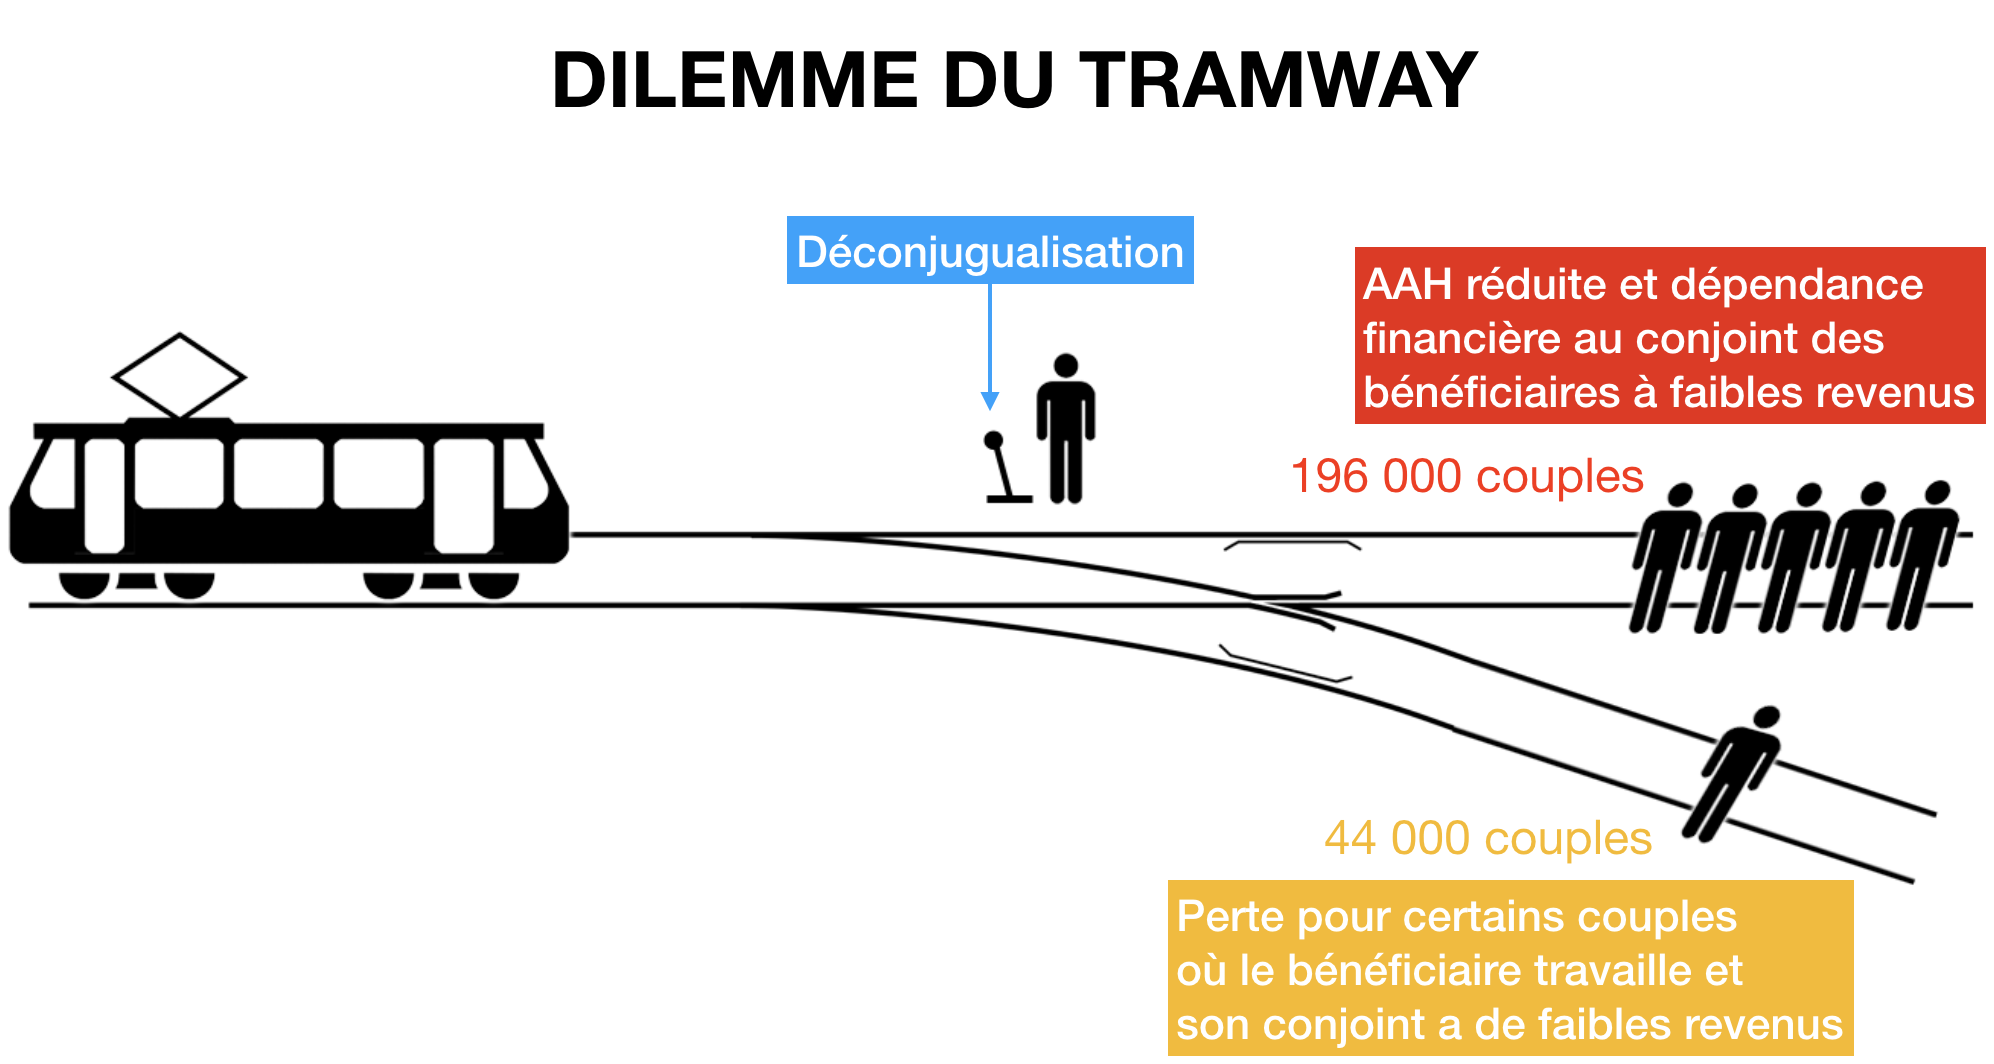 DILEMME DU TRAMWAY
Déconjugualisation
AAH réduite et dépendance
financière au conjoint des
bénéficiaires à faibles revenus
196 000 couples
44 000 couples
Perte pour certains couples
où le bénéficiaire travaille et
son conjoint a de faibles revenus